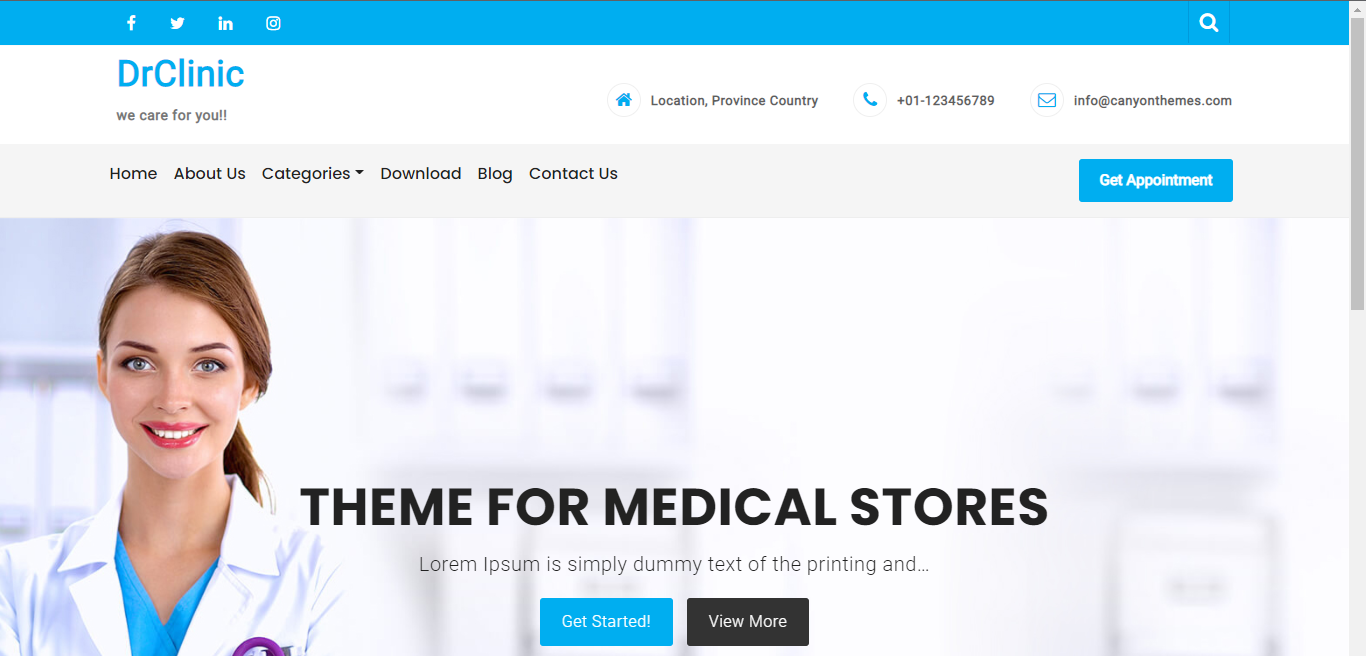 DrClinic
we care for you!!
Location, Province Country
+01-123456789
info@canyonthemes.com
Home About Us Categories Download Blog Contact Us
Get Appointment
THEME FOR MEDICAL STORES
Lorem Ipsum is simply dummy text of the printing and...
Get Started! View More